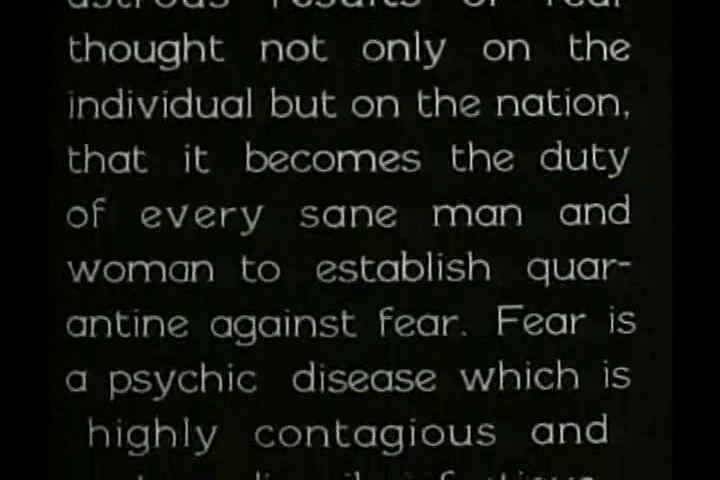 thought not only on the
individual but on the nation,
that it becomes the duty
of every sane man and
woman to establish quar-
antine against fear. Fear is
a psychic disease which is
highly contagious and